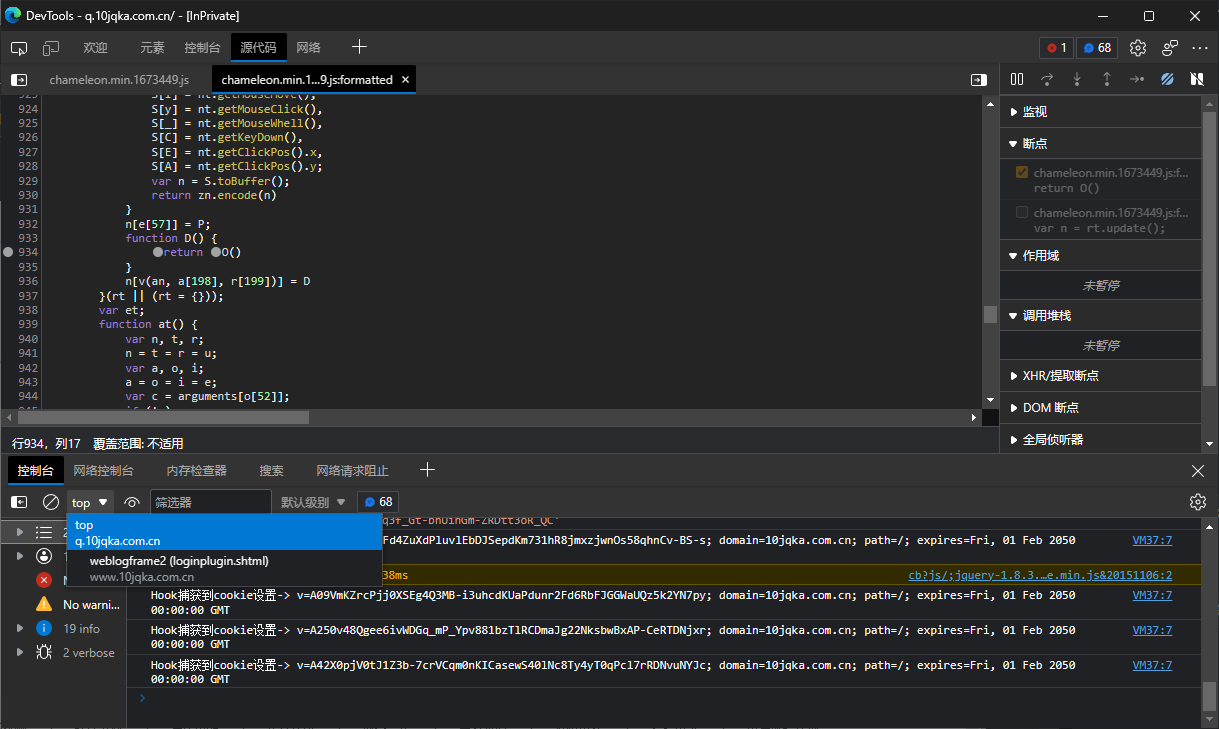 DevTools - q.10jqka.com.cn/ - [InPrivate]
欢迎 元素 控制台 源代码 网络 1 68
chameleon.min.1673449.js chameleon.min.1...9.js:formatted
924 S[y] = nt.getMouseClick(),
925 S[_] = nt.getMouseWhell(),
926 S[C] = nt.getKeyDown(),
927 S[E] = nt.getClickPos().x,
928 S[A] = nt.getClickPos().y;
929 var n = S.toBuffer();
930 return zn.encode(n)
931 }
932 n[e[57]] = P;
933 function D() {
934 return O()
935 }
936 n[v(an, a[198], r[199])] = D
937 }(rt || (rt = {}));
938 var et;
939 function at() {
940 var n, t, r;
941 n = t = r = u;
942 var a, o, i;
943 a = o = i = e;
944 var c = arguments[o[52]];
行934，列17 覆盖范围: 不适用
监视
断点
chameleon.min.1673449.js:f...
return O()
chameleon.min.1673449.js:f...
var n = rt.update();
作用域
未暂停
调用堆栈
未暂停
XHR/提取断点
DOM 断点
全局侦听器
控制台 网络控制台 内存检查器 搜索 网络请求阻止
top 筛选器 默认级别 68
top
q.10jqka.com.cn
weblogframe2 (loginplugin.shtml)
www.10jqka.com.cn
No warni...
19 info
2 verbose
Fd4ZuXdPluvlEbDJSepdKm731hR8jmxzjwnOs58qhnCv-BS-s; domain=10jqka.com.cn; path=/; expires=Fri, 01 Feb 2050 VM37:7
38ms cb?js/;jquery-1.8.3...e.min.js&20151106:2
Hook捕获到cookie设置-> v=A09VmKZrcPjj0XSEg4Q3MB-i3uhcdKUaPdunr2Fd6RbFJGGWaUQz5k2YN7py; domain=10jqka.com.cn; path=/; expires=Fri, 01 Feb 2050 VM37:7
00:00:00 GMT
Hook捕获到cookie设置-> v=A250v48Qgee6ivWDGq_mP_Ypv881bzTlRCDmaJg22NksbwBxAP-CeRTDNjxr; domain=10jqka.com.cn; path=/; expires=Fri, 01 Feb 2050 VM37:7
00:00:00 GMT
Hook捕获到cookie设置-> v=A42X0pjV0tJ1Z3b-7crVCqm0nKICasewS40lNc8Ty4yT0qPcl7rRDNvuNYJc; domain=10jqka.com.cn; path=/; expires=Fri, 01 Feb 2050 VM37:7
00:00:00 GMT